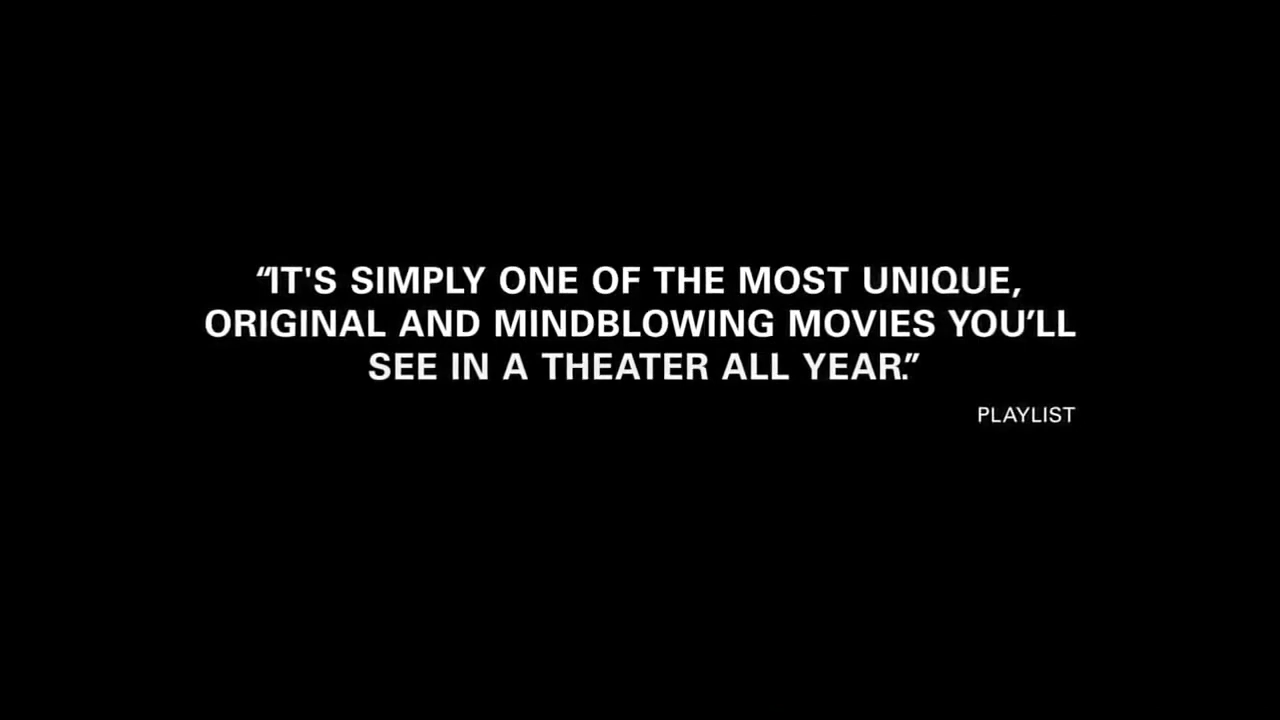 “IT'S SIMPLY ONE OF THE MOST UNIQUE,
ORIGINAL AND MINDBLOWING MOVIES YOU’LL
SEE IN A THEATER ALL YEAR.”
PLAYLIST